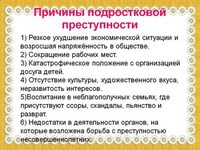 Причины подростковой
преступности
1) Резкое ухудшение экономической ситуации и
возросшая напряжённость в обществе.
2) Сокращение рабочих мест.
3) Катастрофическое положение с организацией
досуга детей.
4) Отсутствие культуры, художественного вкуса,
неразвитость интересов.
5)Воспитание в неблагополучных семьях, где
присутствуют ссоры, скандалы, пьянство и
разврат.
6) Недостатки в деятельности органов, на
которые возложена борьба с преступностью
несовершеннолетних.